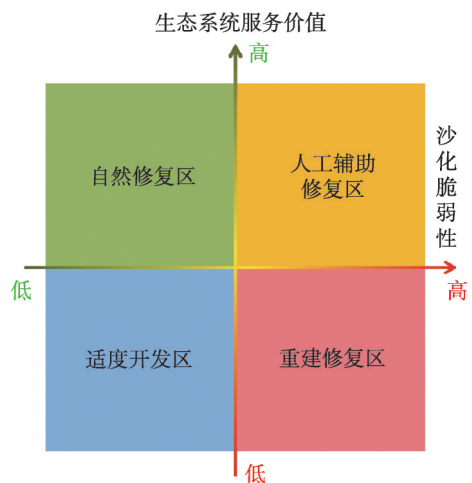 生态系统服务价值
高
自然修复区
人工辅助
修复区
沙化脆弱性
低
高
适度开发区
重建修复区
低